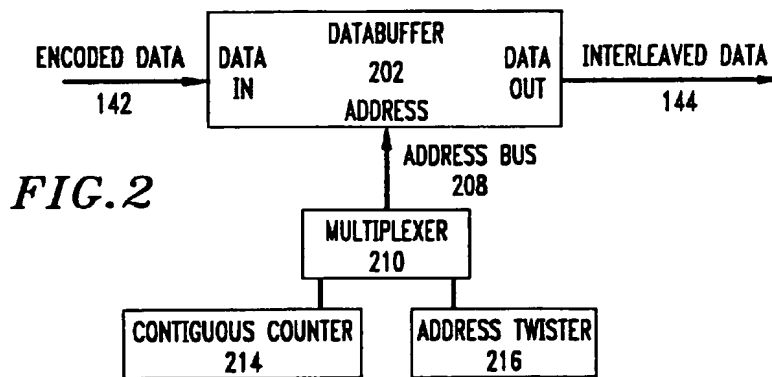 DATABUFFER
202
ENCODED DATA
142
DATA
IN
DATA
OUT
ADDRESS
INTERLEAVED DATA
144
ADDRESS BUS
208
FIG.2
MULTIPLEXER
210
CONTIGUOUS COUNTER
214
ADDRESS TWISTER
216